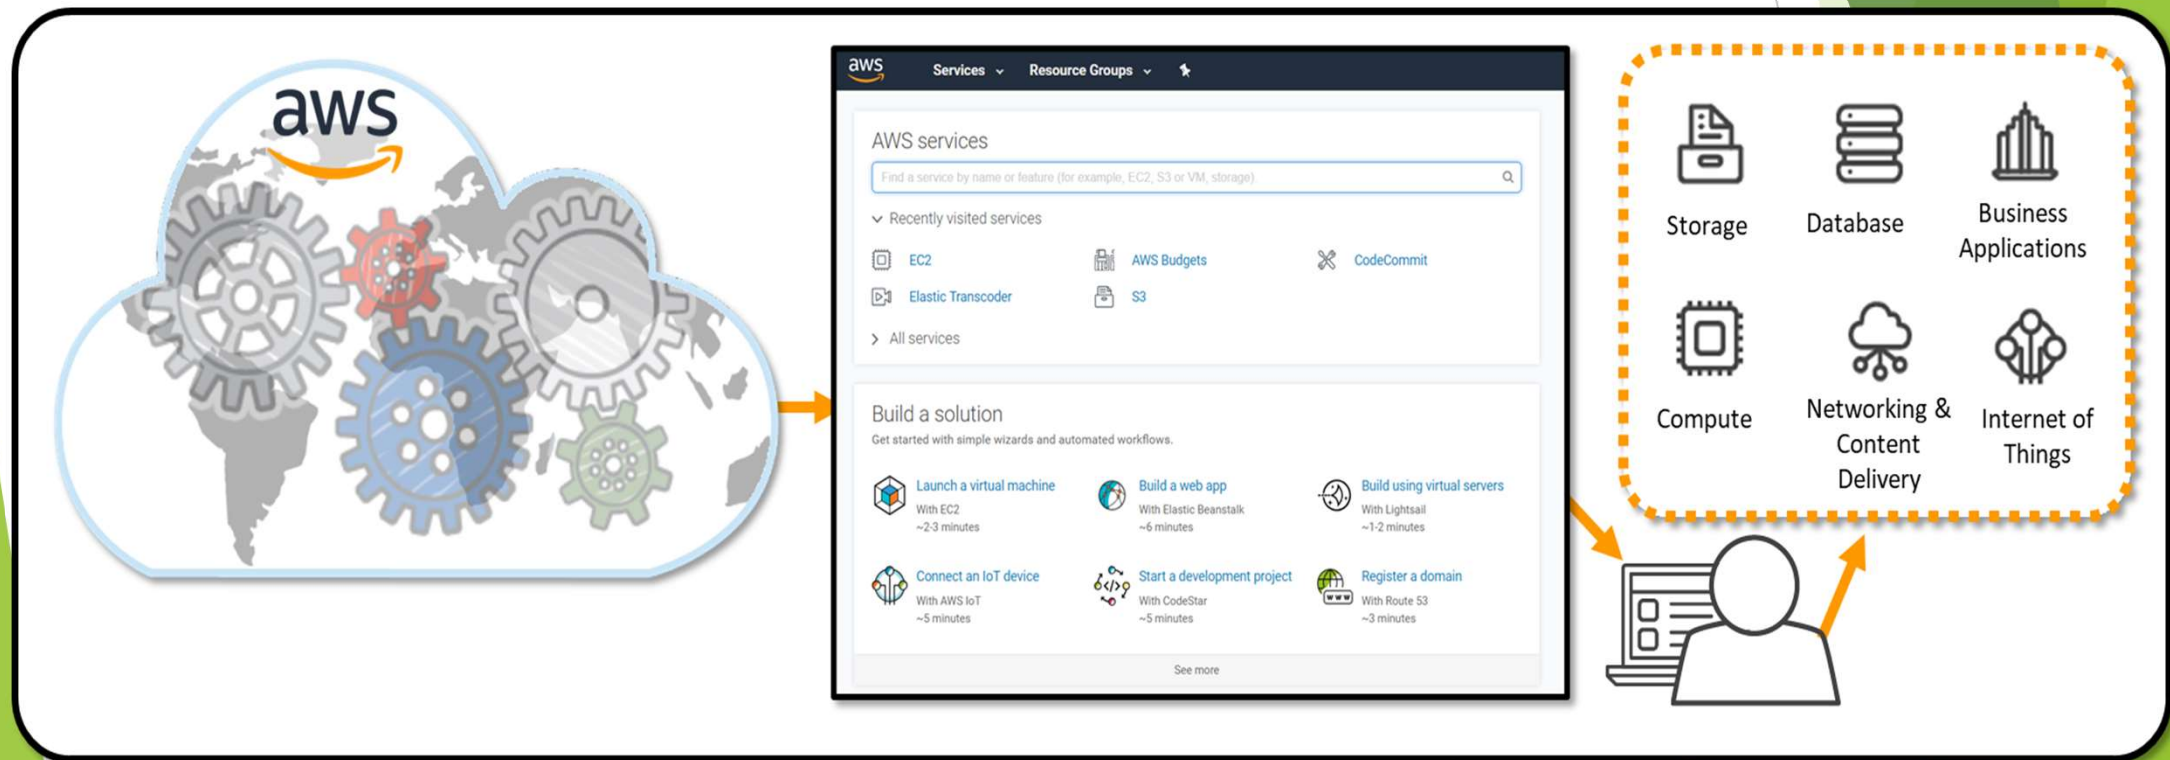 aws
aws
Services
Resource Groups
AWS services
Find a service by name or feature (for example, EC2, S3 or VM, storage).
Recently visited services
EC2
AWS Budgets
CodeCommit
Elastic Transcoder
S3
All services
Build a solution
Get started with simple wizards and automated workflows.
Launch a virtual machine
With EC2
~2-3 minutes
Build a web app
With Elastic Beanstalk
~6 minutes
Build using virtual servers
With Lightsail
~1-2 minutes
Connect an IoT device
With AWS IoT
~5 minutes
Start a development project
With CodeStar
~5 minutes
Register a domain
With Route 53
~3 minutes
See more
Storage
Database
Business
Applications
Compute
Networking &
Content
Delivery
Internet of
Things